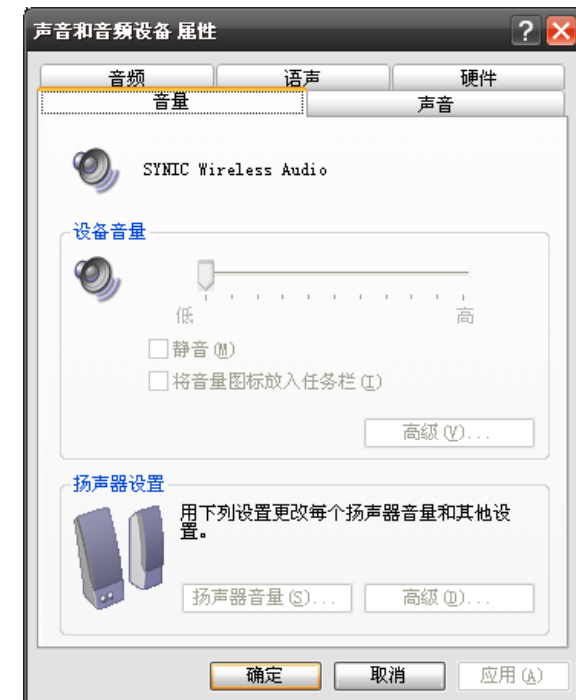 声音和音频设备 属性
音频
语声
硬件
音量
声音
SYNIC Wireless Audio
设备音量
低
高
静音(M)
将音量图标放入任务栏(I)
高级(V)...
扬声器设置
用下列设置更改每个扬声器音量和其他设
置。
扬声器音量(S)...
高级(D)...
确定
取消
应用(A)